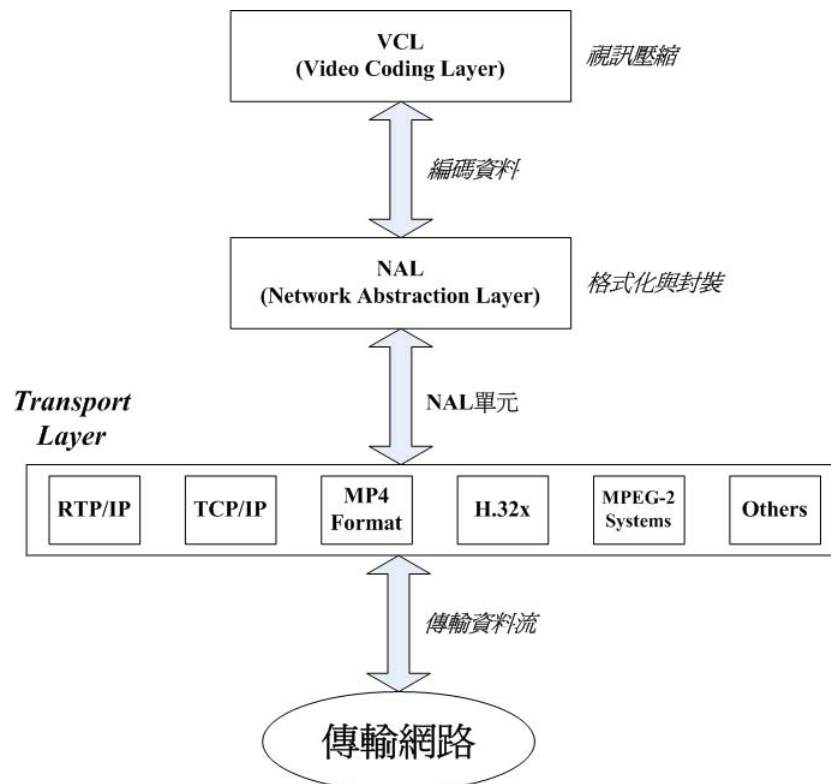 VCL
(Video Coding Layer)
視訊壓縮
編碼資料
NAL
(Network Abstraction Layer)
格式化與封裝
NAL單元
Transport
Layer
RTP/IP
TCP/IP
MP4
Format
H.32x
MPEG-2
Systems
Others
傳輸資料流
傳輸網路